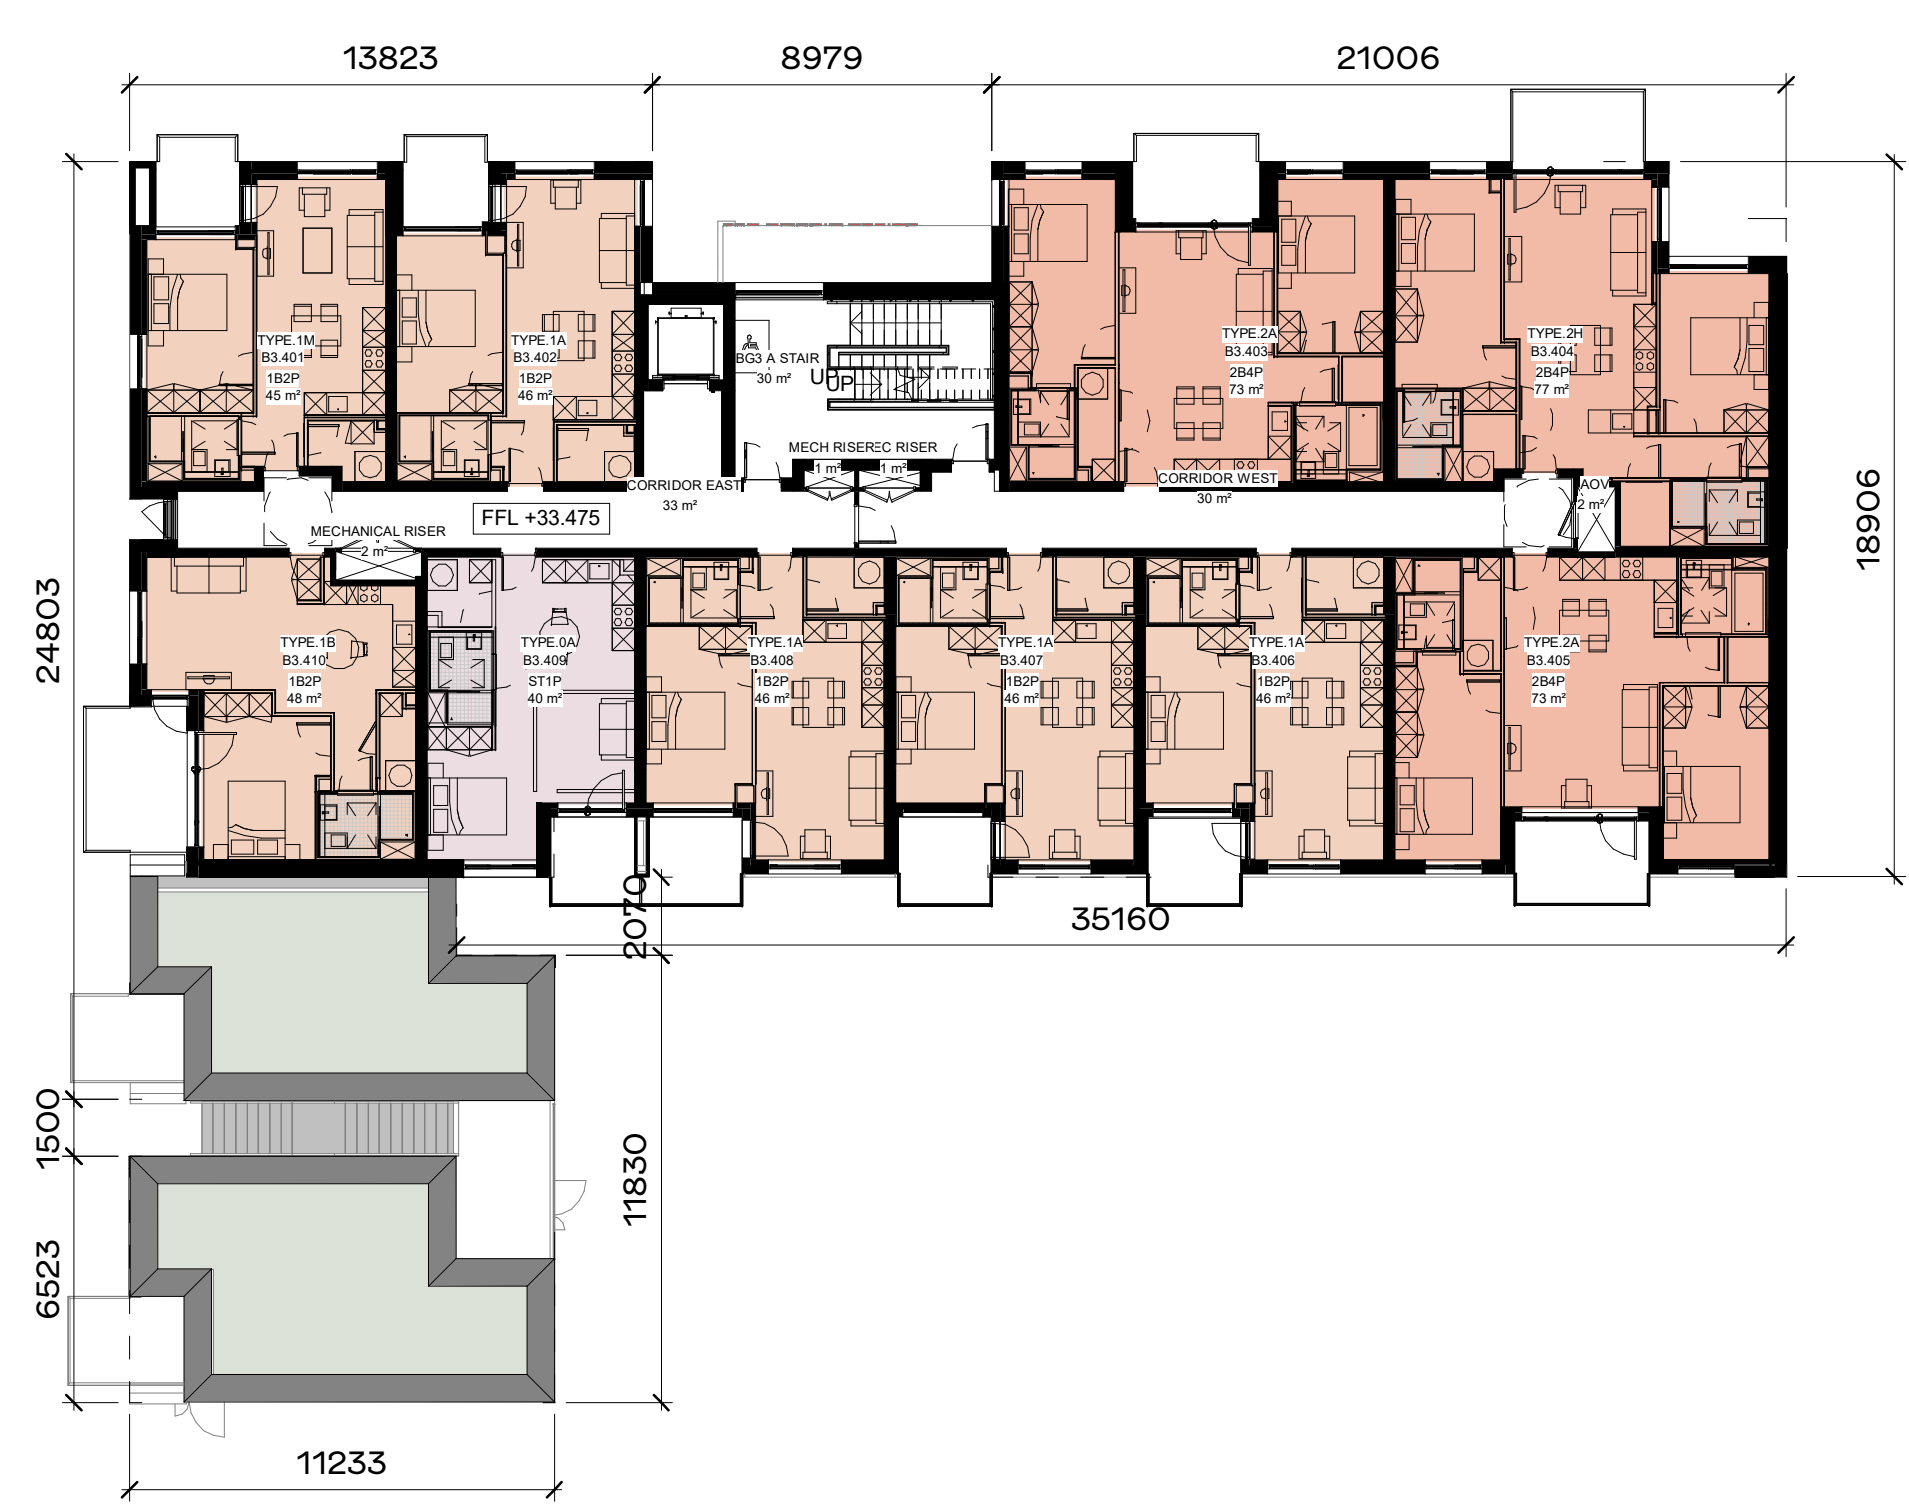 13823
8979
21006
TYPE.1M
B3.401
1B2P
45 m²
TYPE.1A
B3.402
1B2P
46 m²
BG3 A STAIR
30 m²
UP
UP
TYPE.2A
B3.403
2B4P
73 m²
TYPE.2H
B3.404
2B4P
77 m²
MECH RISER
EC RISER
1 m²
1 m²
CORRIDOR EAST
33 m²
CORRIDOR WEST
30 m²
AOV
2 m²
FFL +33.475
MECHANICAL RISER
2 m²
18906
24803
TYPE.1B
B3.410
1B2P
48 m²
TYPE.0A
B3.409
ST1P
40 m²
TYPE.1A
B3.408
1B2P
46 m²
TYPE.1A
B3.407
1B2P
46 m²
TYPE.1A
B3.406
1B2P
46 m²
TYPE.2A
B3.405
2B4P
73 m²
2070
35160
1500
11830
6523
11233